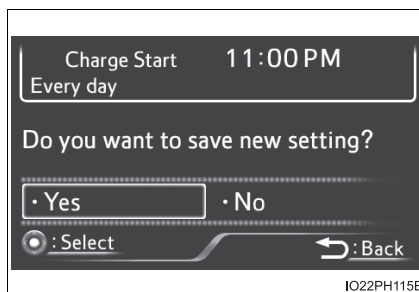 Charge Start 11:00 PM
Every day
Do you want to save new setting?
· Yes · No
: Select : Back
IO22PH115E